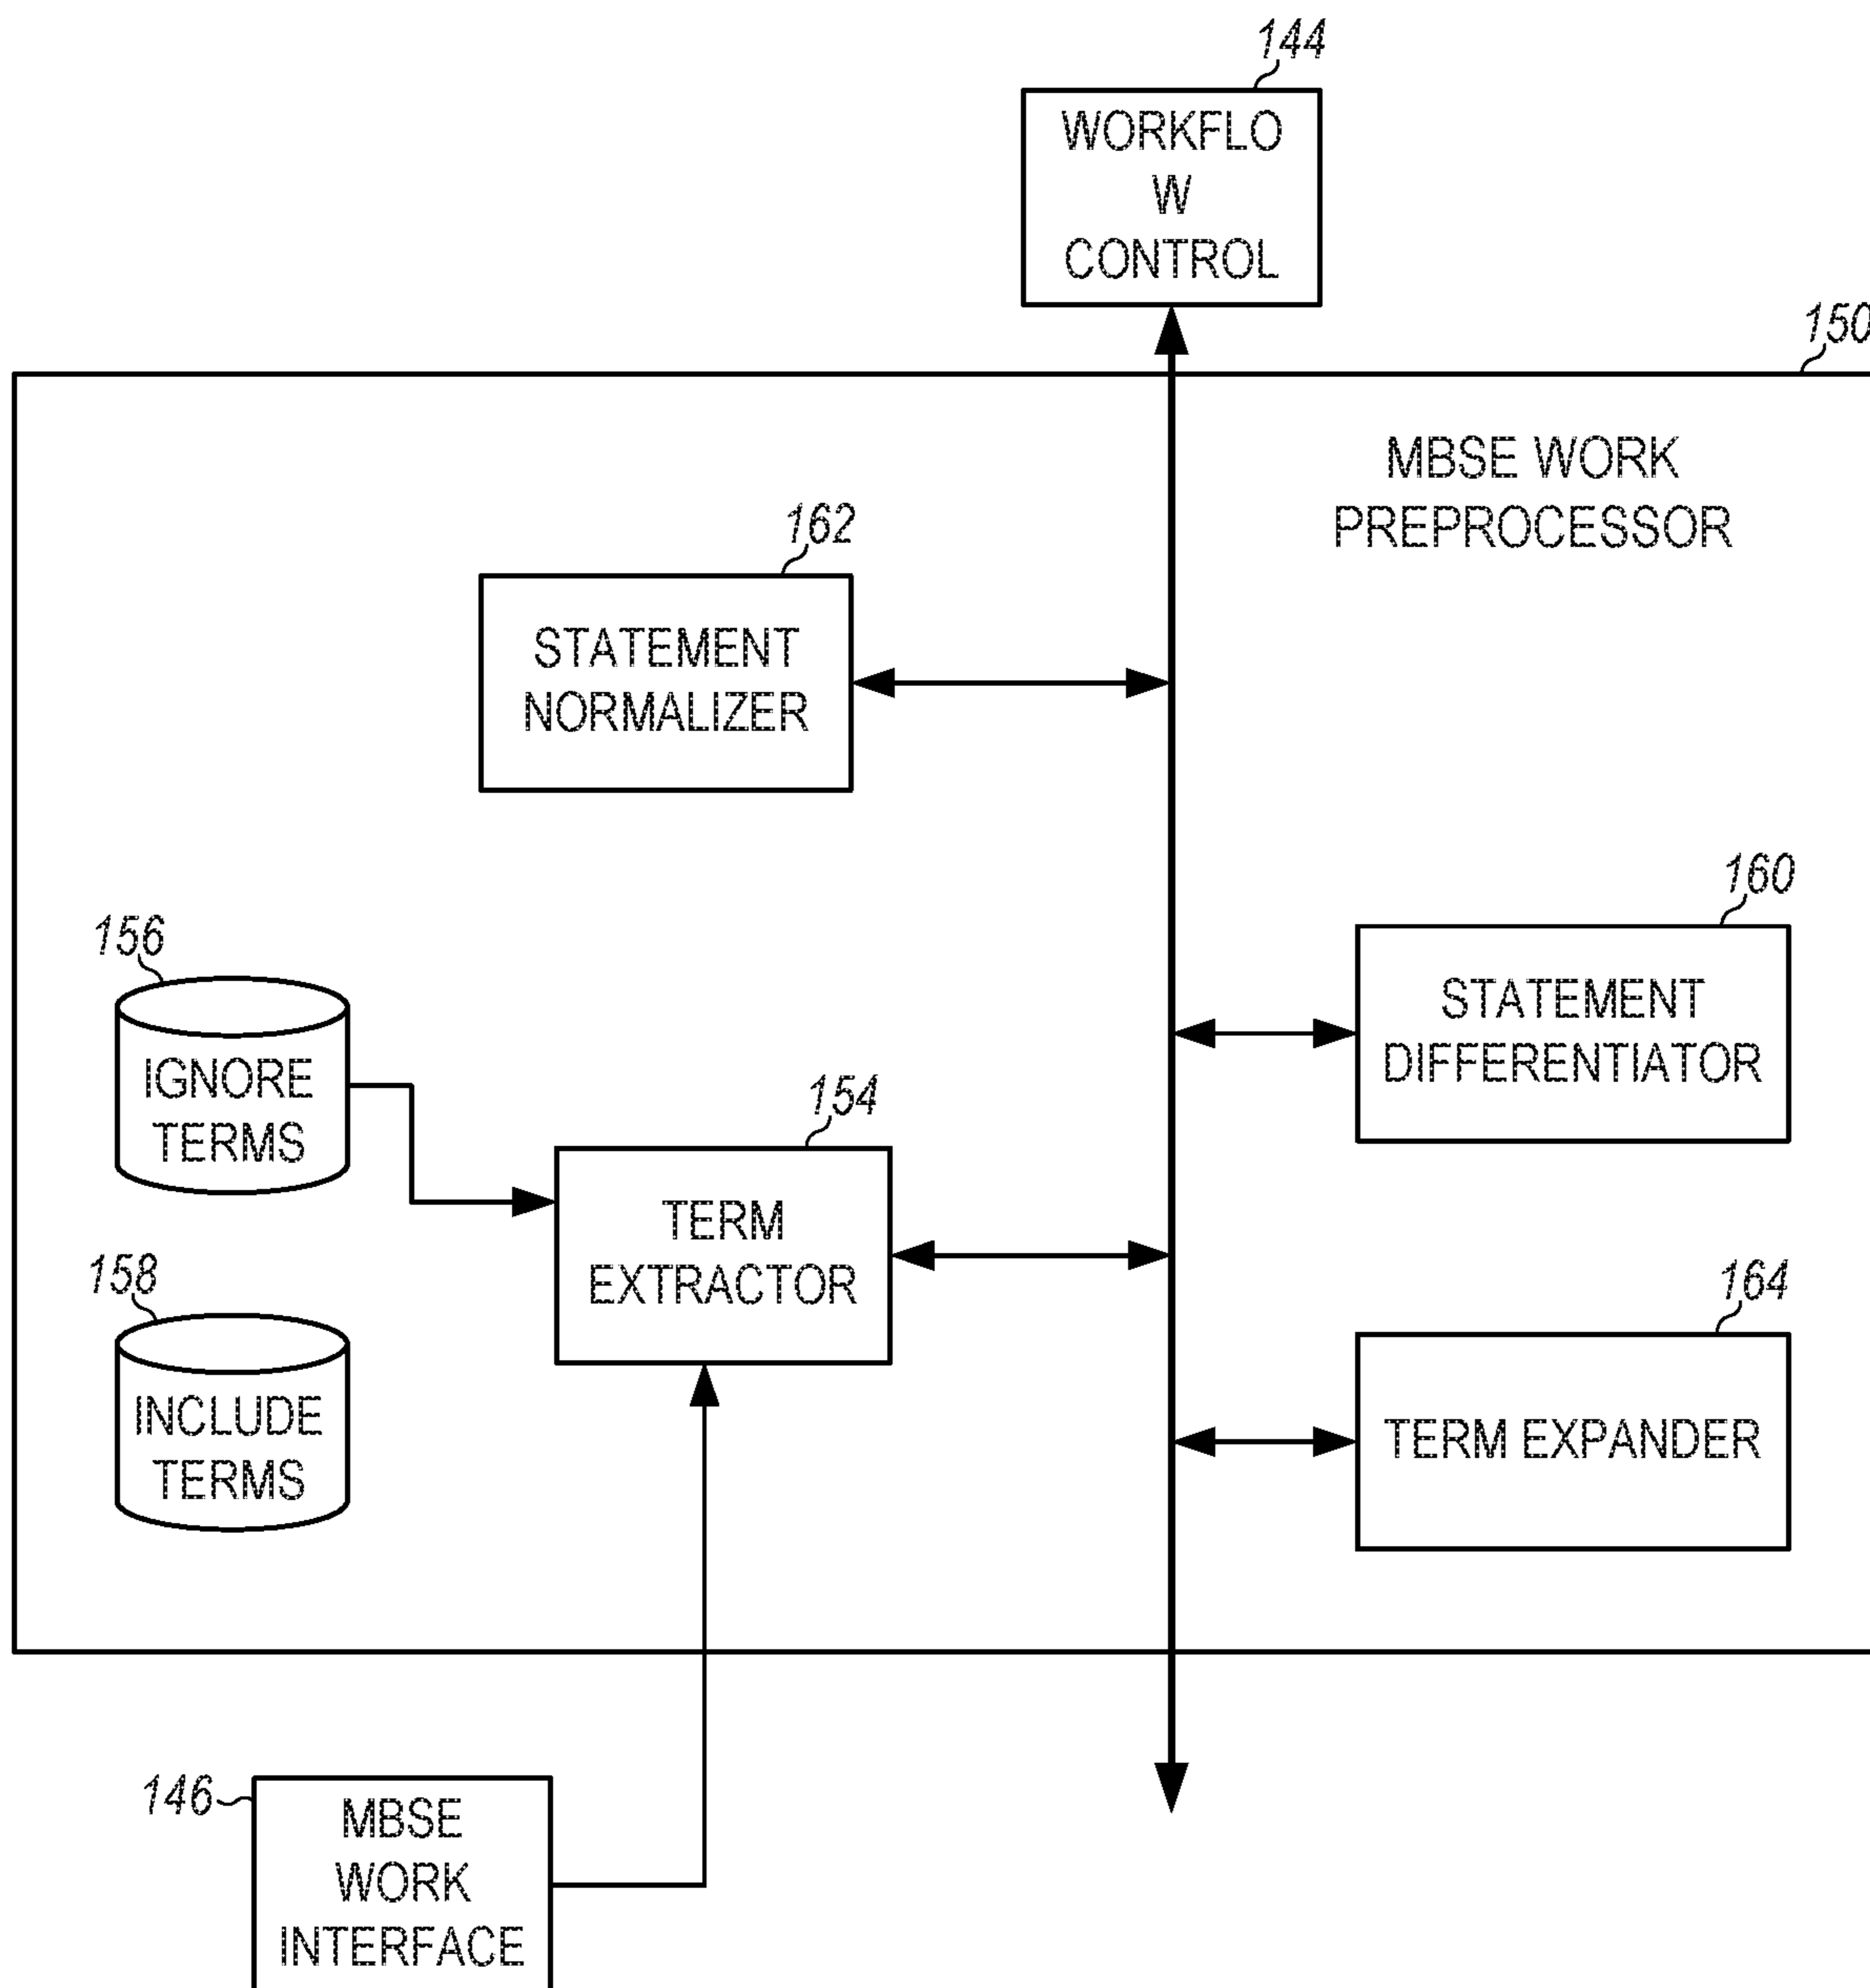 144
WORKFLO
W
CONTROL
150
MBSE WORK
PREPROCESSOR
162
STATEMENT
NORMALIZER
160
STATEMENT
DIFFERENTIATOR
156
IGNORE
TERMS
154
TERM
EXTRACTOR
158
INCLUDE
TERMS
164
TERM EXPANDER
146
MBSE
WORK
INTERFACE